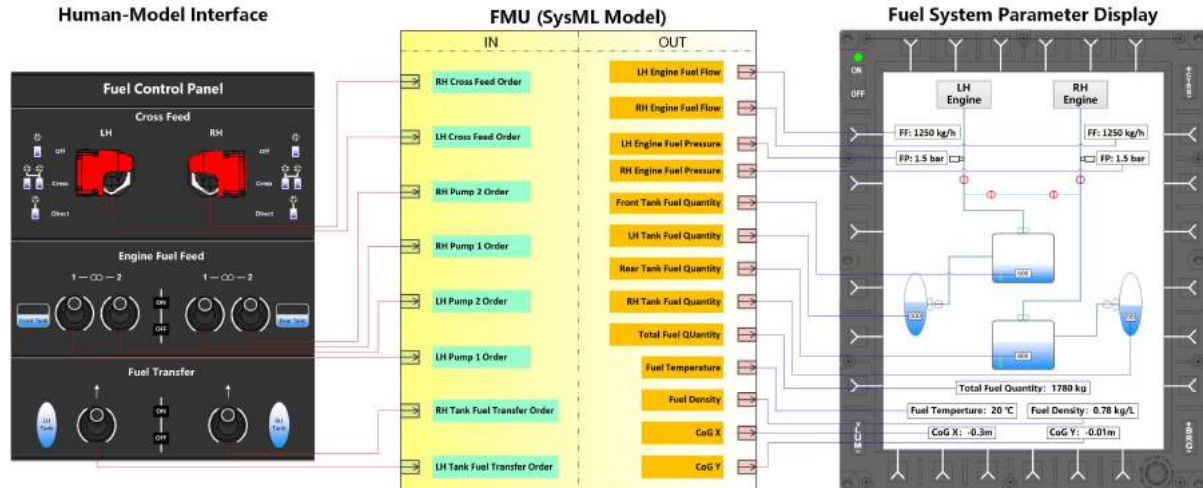 Human-Model Interface
FMU (SysML Model)
Fuel System Parameter Display
Fuel Control Panel
Cross Feed
LH
RH
Off
Off
Cross
Cross
Direct
Direct
Engine Fuel Feed
1
2
1
2
ON
OFF
Front Tank
Rear Tank
Fuel Transfer
ON
OFF
LH
Tank
RH
Tank
IN
OUT
RH Cross Feed Order
LH Cross Feed Order
RH Pump 2 Order
RH Pump 1 Order
LH Pump 2 Order
LH Pump 1 Order
RH Tank Fuel Transfer Order
LH Tank Fuel Transfer Order
LH Engine Fuel Flow
RH Engine Fuel Flow
LH Engine Fuel Pressure
RH Engine Fuel Pressure
Front Tank Fuel Quantity
LH Tank Fuel Quantity
Rear Tank Fuel Quantity
RH Tank Fuel Quantity
Total Fuel QUantity
Fuel Temperature
Fuel Density
CoG X
CoG Y
ON
OFF
LH
Engine
RH
Engine
FF: 1250 kg/h
FF: 1250 kg/h
FP: 1.5 bar
FP: 1.5 bar
Total Fuel Quantity: 1780 kg
Fuel Temperture: 20 ℃
Fuel Density: 0.78 kg/L
CoG X: -0.3m
CoG Y: -0.01m
LUM
BRG